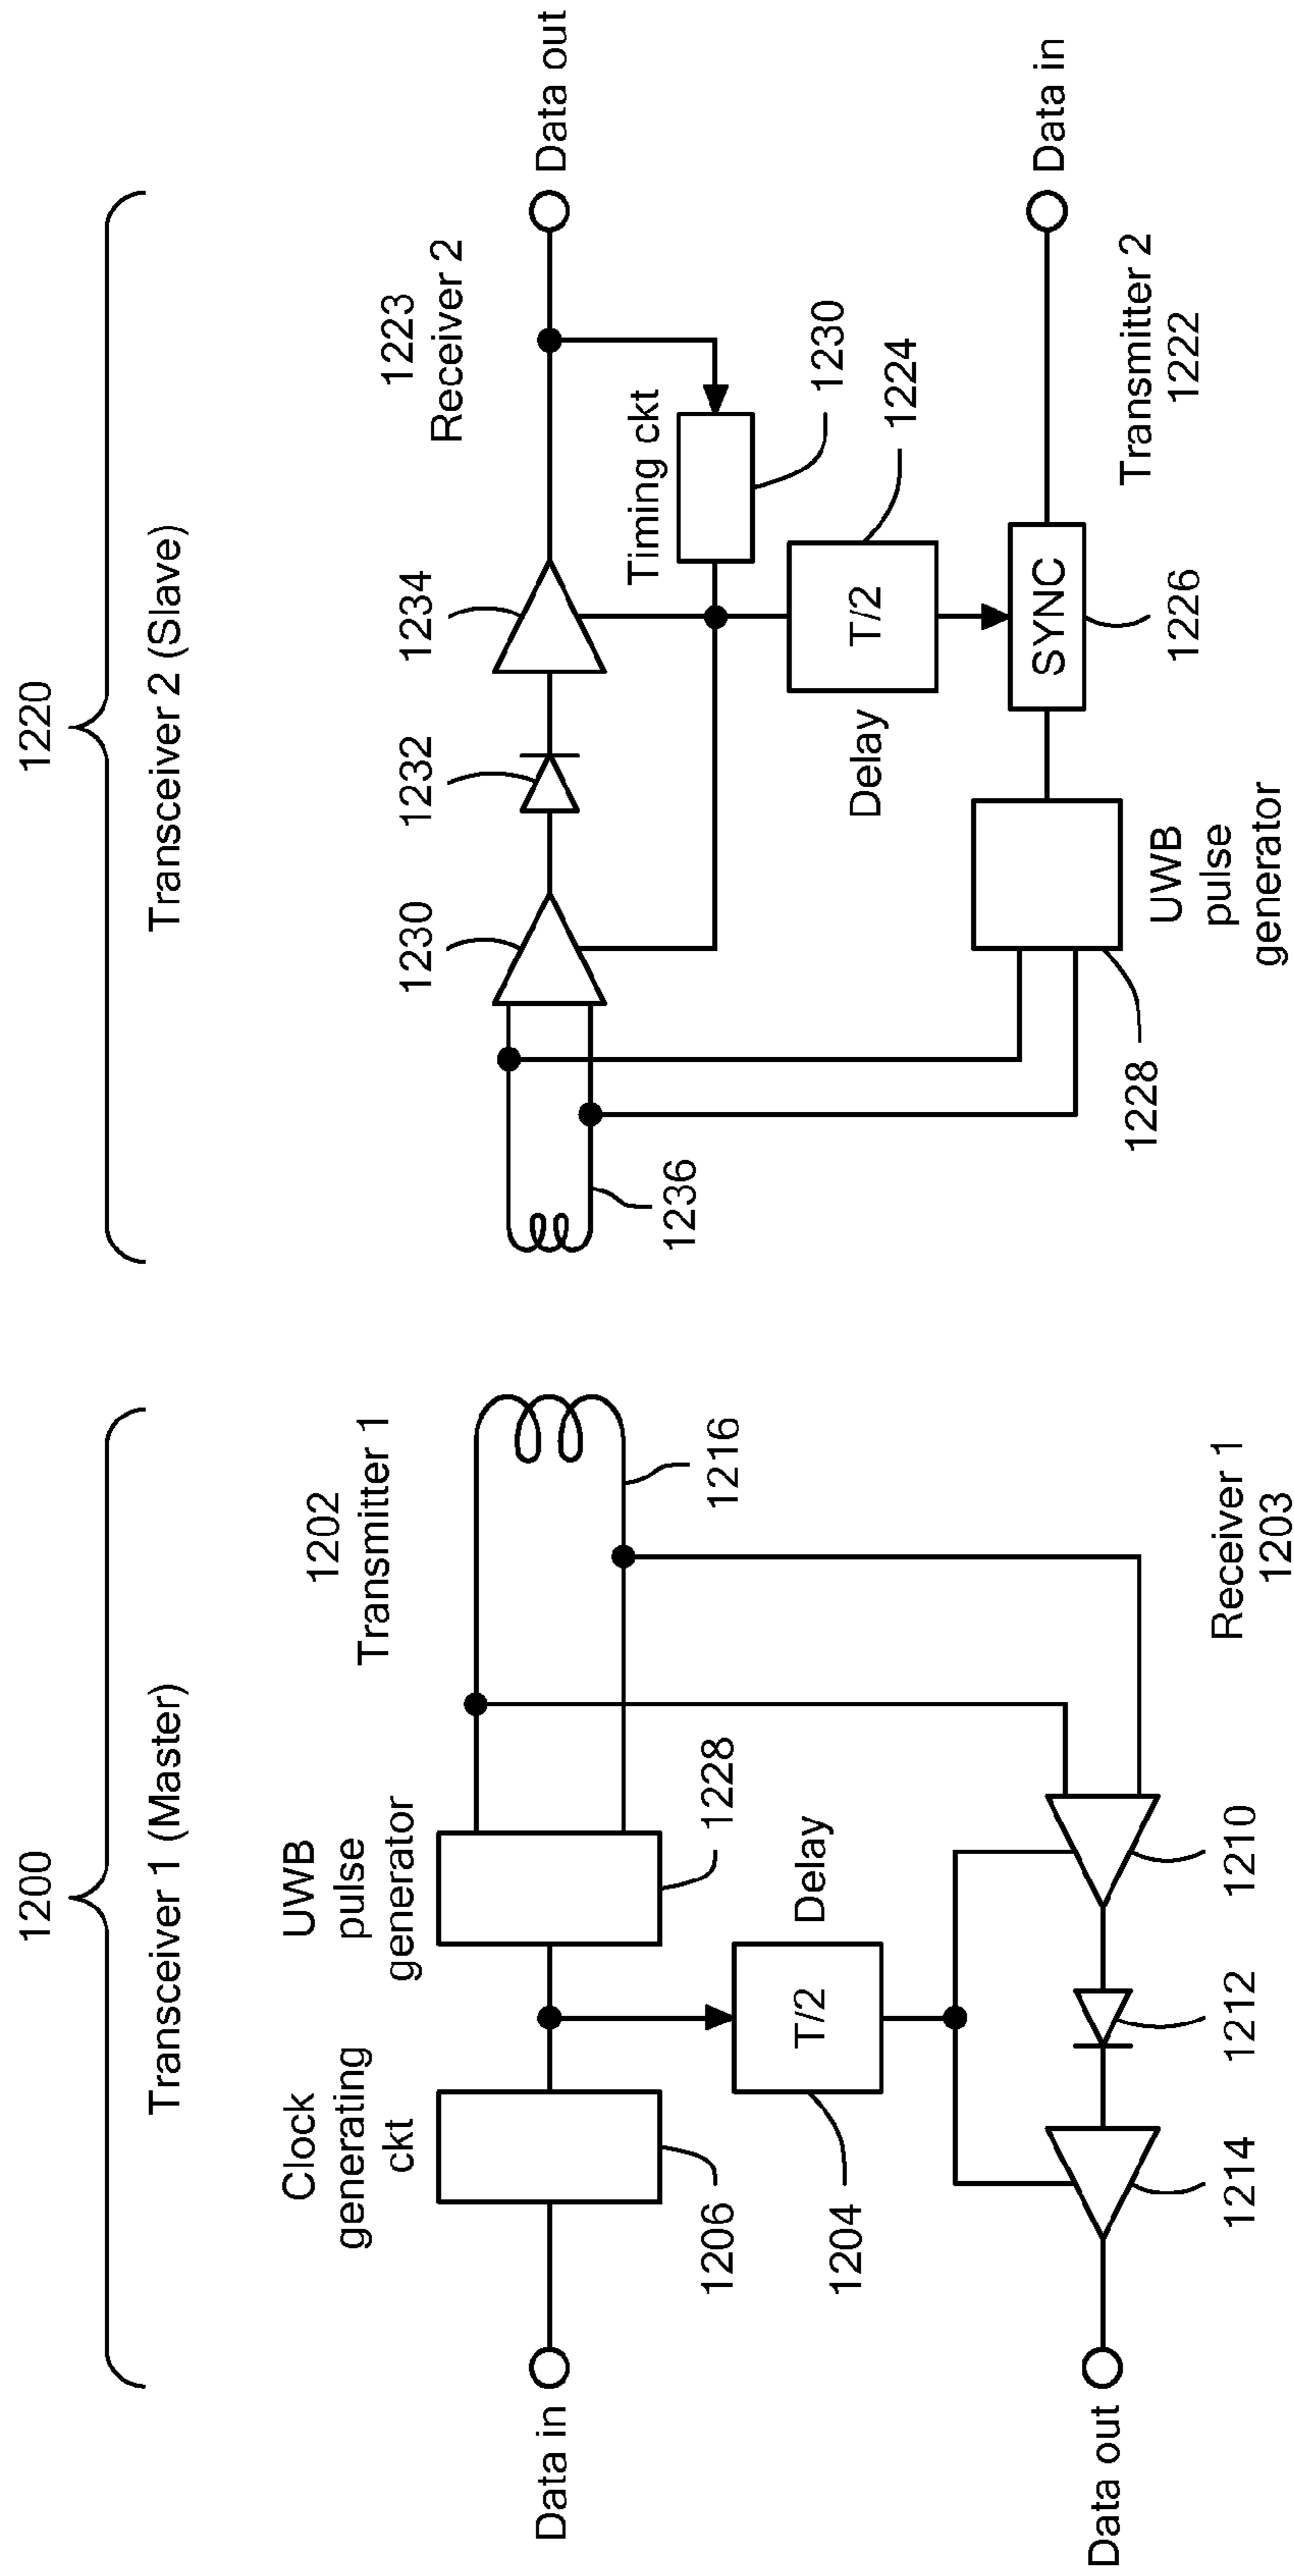 1200
Transceiver 1 (Master)
1220
Transceiver 2 (Slave)
Clock
generating
ckt
UWB
pulse
generator
1202
Transmitter 1
Data in
1206
1228
1216
Delay
T/2
1204
Data out
1214
1212
1210
Receiver 1
1203
1230
1232
1234
1223
Receiver 2
Data out
1236
Timing ckt
1230
Delay
T/2
1224
SYNC
1226
Data in
1228
UWB
pulse
generator
Transmitter 2
1222